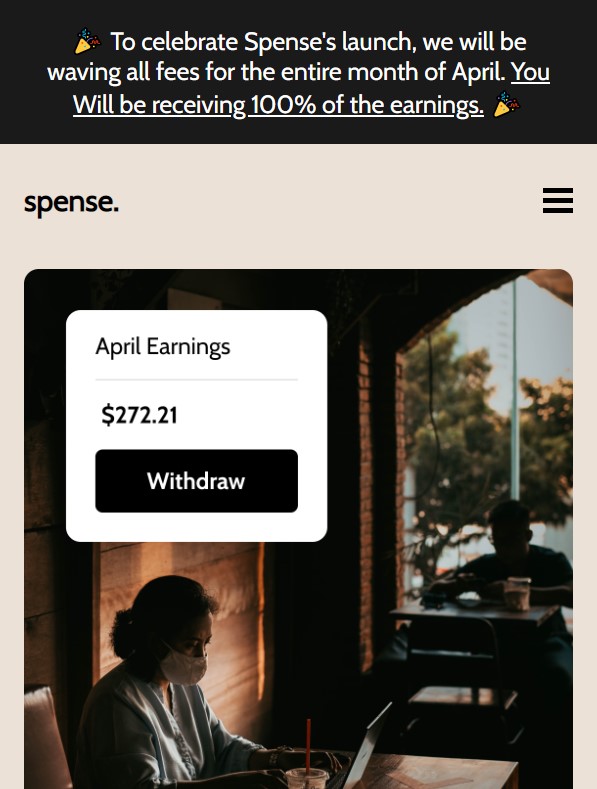 🎉 To celebrate Spense's launch, we will be
waving all fees for the entire month of April. You
Will be receiving 100% of the earnings. 🎉
spense.
April Earnings
$272.21
Withdraw